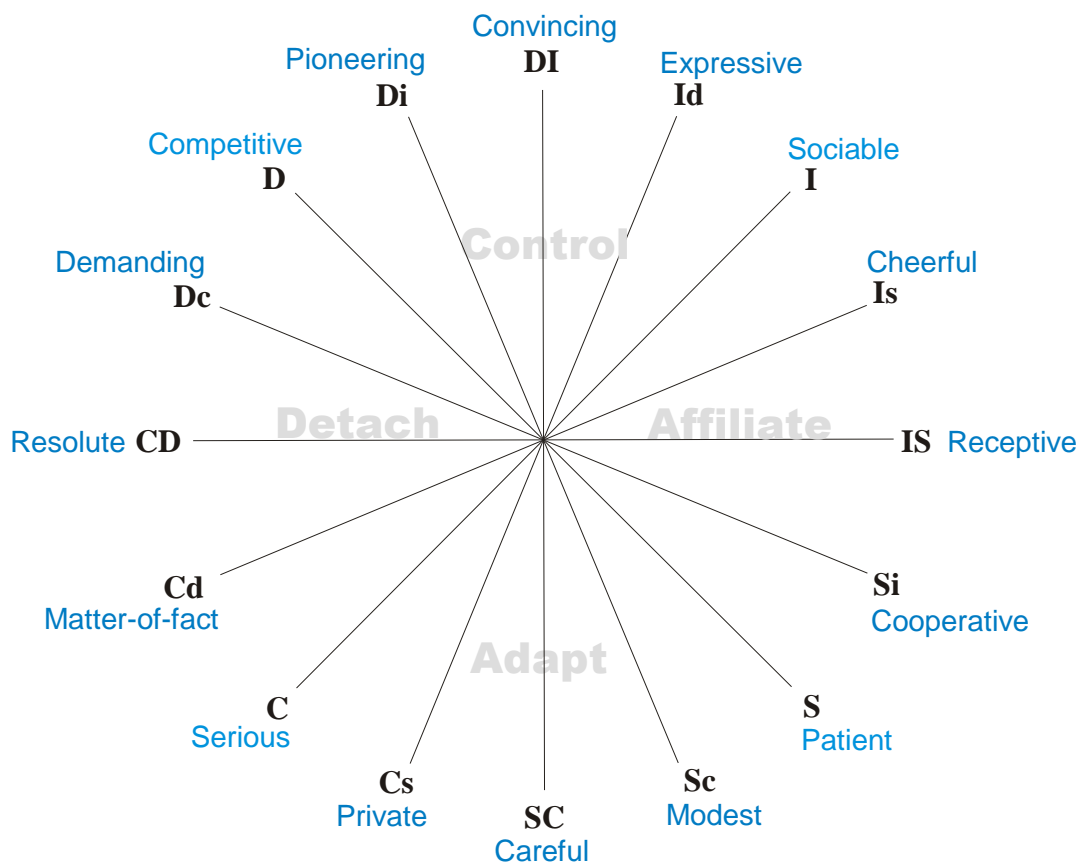 Convincing
DI
Pioneering
Di
Expressive
Id
Competitive
D
Sociable
I
Control
Demanding
Dc
Cheerful
Is
Detach
Affiliate
Resolute CD
IS Receptive
Cd
Matter-of-fact
Si
Cooperative
Adapt
C
Serious
S
Patient
Cs
Private
Sc
Modest
SC
Careful